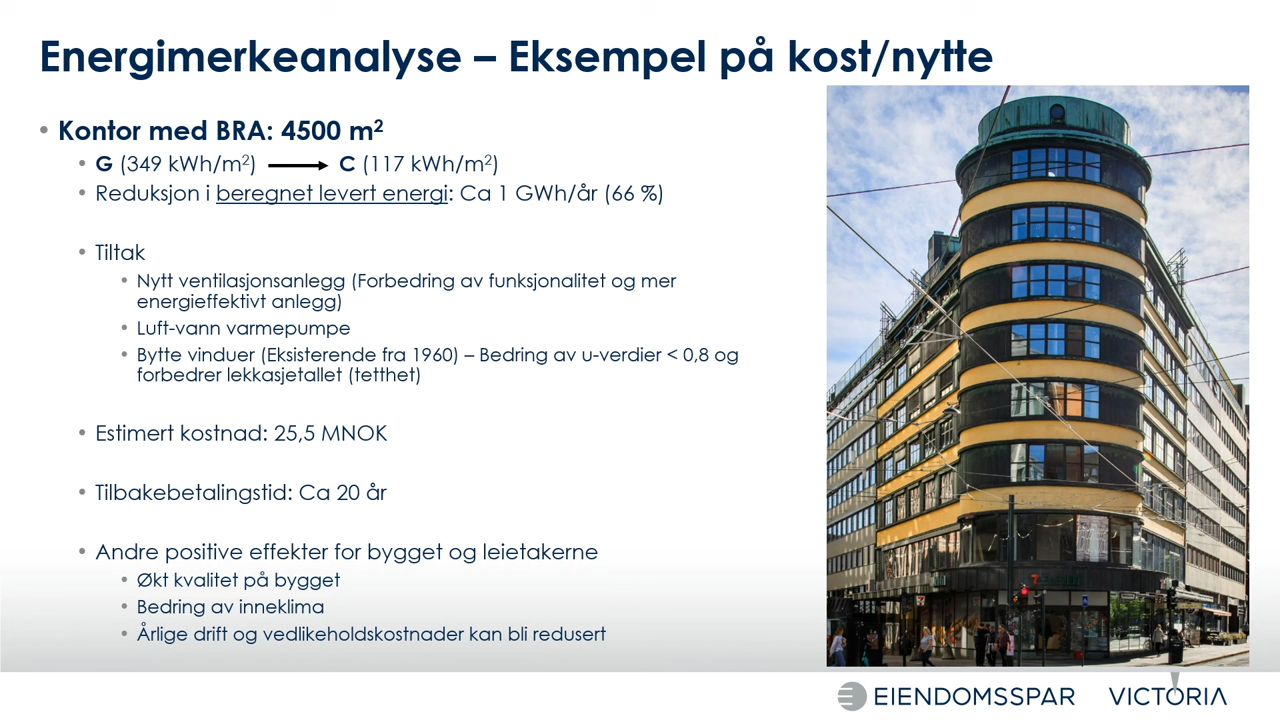 Energimerkeanalyse – Eksempel på kost/nytte
• Kontor med BRA: 4500 m²
• G (349 kWh/m²) ⟶ C (117 kWh/m²)
• Reduksjon i beregnet levert energi: Ca 1 GWh/år (66 %)
• Tiltak
• Nytt ventilasjonsanlegg (Forbedring av funksjonalitet og mer
energieffektivt anlegg)
• Luft-vann varmepumpe
• Bytte vinduer (Eksisterende fra 1960) – Bedring av u-verdier < 0,8 og
forbedrer lekkasjetallet (tetthet)
• Estimert kostnad: 25,5 MNOK
• Tilbakebetalingstid: Ca 20 år
• Andre positive effekter for bygget og leietakerne
• Økt kvalitet på bygget
• Bedring av inneklima
• Årlige drift og vedlikeholdskostnader kan bli redusert
EIENDOMSSPAR VICTORIA